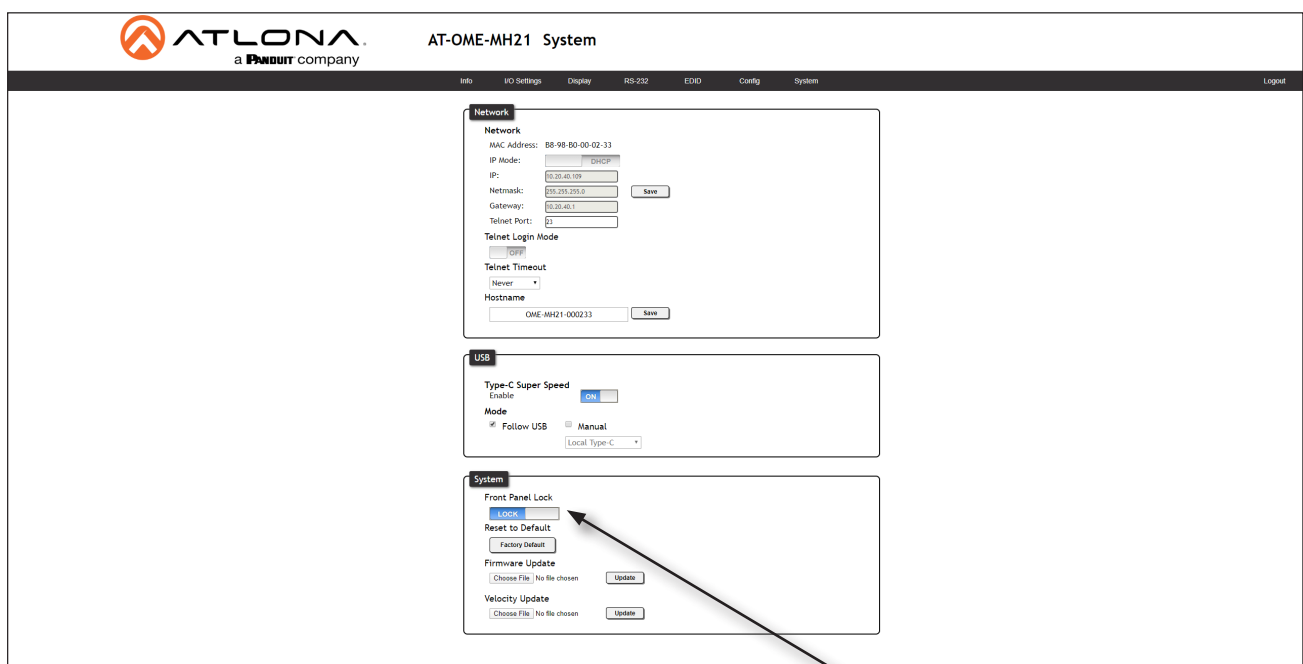 ATLONA.
a PANDUIT company
AT-OME-MH21 System
Info I/O Settings Display RS-232 EDID Config System Logout
Network
Network
MAC Address: B8-98-B0-00-02-33
IP Mode: DHCP
IP: 10.20.40.109
Netmask: 255.255.255.0 Save
Gateway: 10.20.40.1
Telnet Port: 23
Telnet Login Mode
OFF
Telnet Timeout
Never
Hostname
OME-MH21-000233 Save
USB
Type-C Super Speed
Enable ON
Mode
Follow USB Manual
Local Type-C
System
Front Panel Lock
LOCK
Reset to Default
Factory Default
Firmware Update
Choose File No file chosen Update
Velocity Update
Choose File No file chosen Update